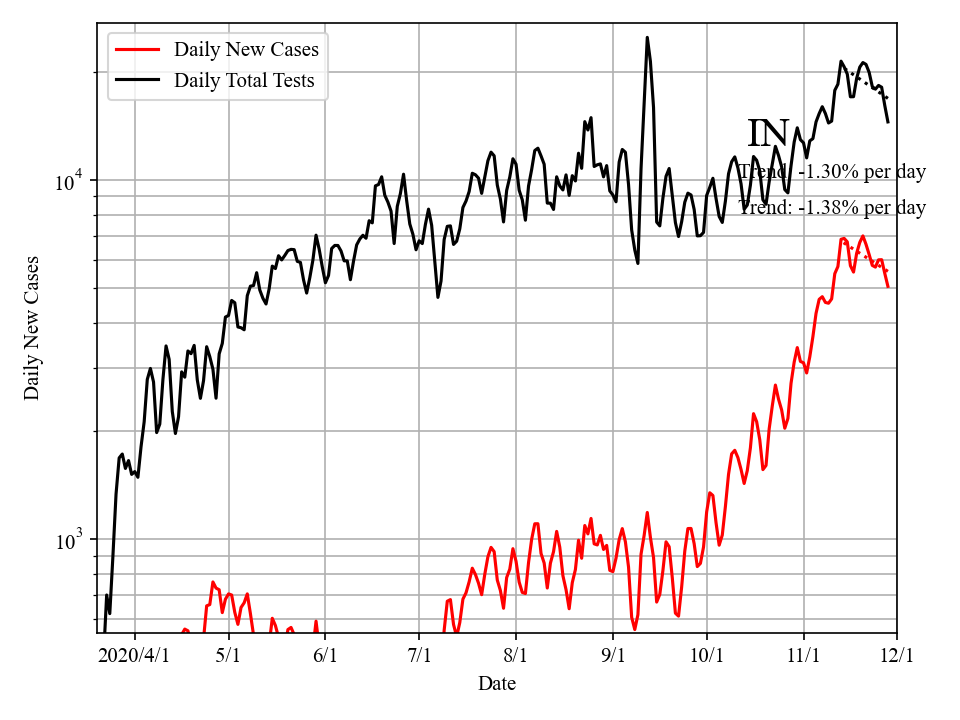 Daily New Cases
Daily Total Tests
IN
Trend: -1.30% per day
Trend: -1.38% per day
Daily New Cases
10^4
10^3
2020/4/1 5/1 6/1 7/1 8/1 9/1 10/1 11/1 12/1
Date